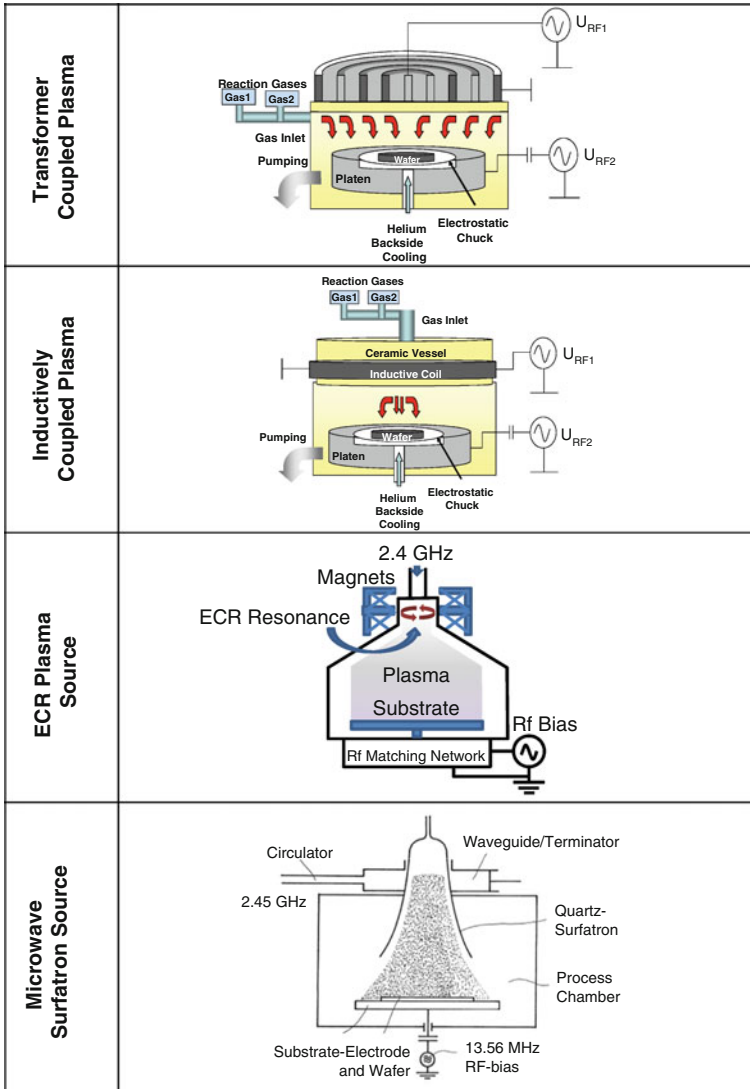 Transformer
Coupled Plasma
U RF1
Reaction Gases
Gas1 Gas2
Gas Inlet
Pumping
Wafer
Platen
U RF2
Helium
Backside
Cooling
Electrostatic
Chuck
Inductively
Coupled Plasma
Reaction Gases
Gas1 Gas2
Gas Inlet
Ceramic Vessel
Inductive Coil
U RF1
Pumping
Wafer
Platen
U RF2
Helium
Backside
Cooling
Electrostatic
Chuck
ECR Plasma
Source
2.4 GHz
Magnets
ECR Resonance
Plasma
Substrate
Rf Bias
Rf Matching Network
Microwave
Surfatron Source
Circulator
Waveguide/Terminator
2.45 GHz
Quartz-
Surfatron
Process
Chamber
Substrate-Electrode
and Wafer
13.56 MHz
RF-bias